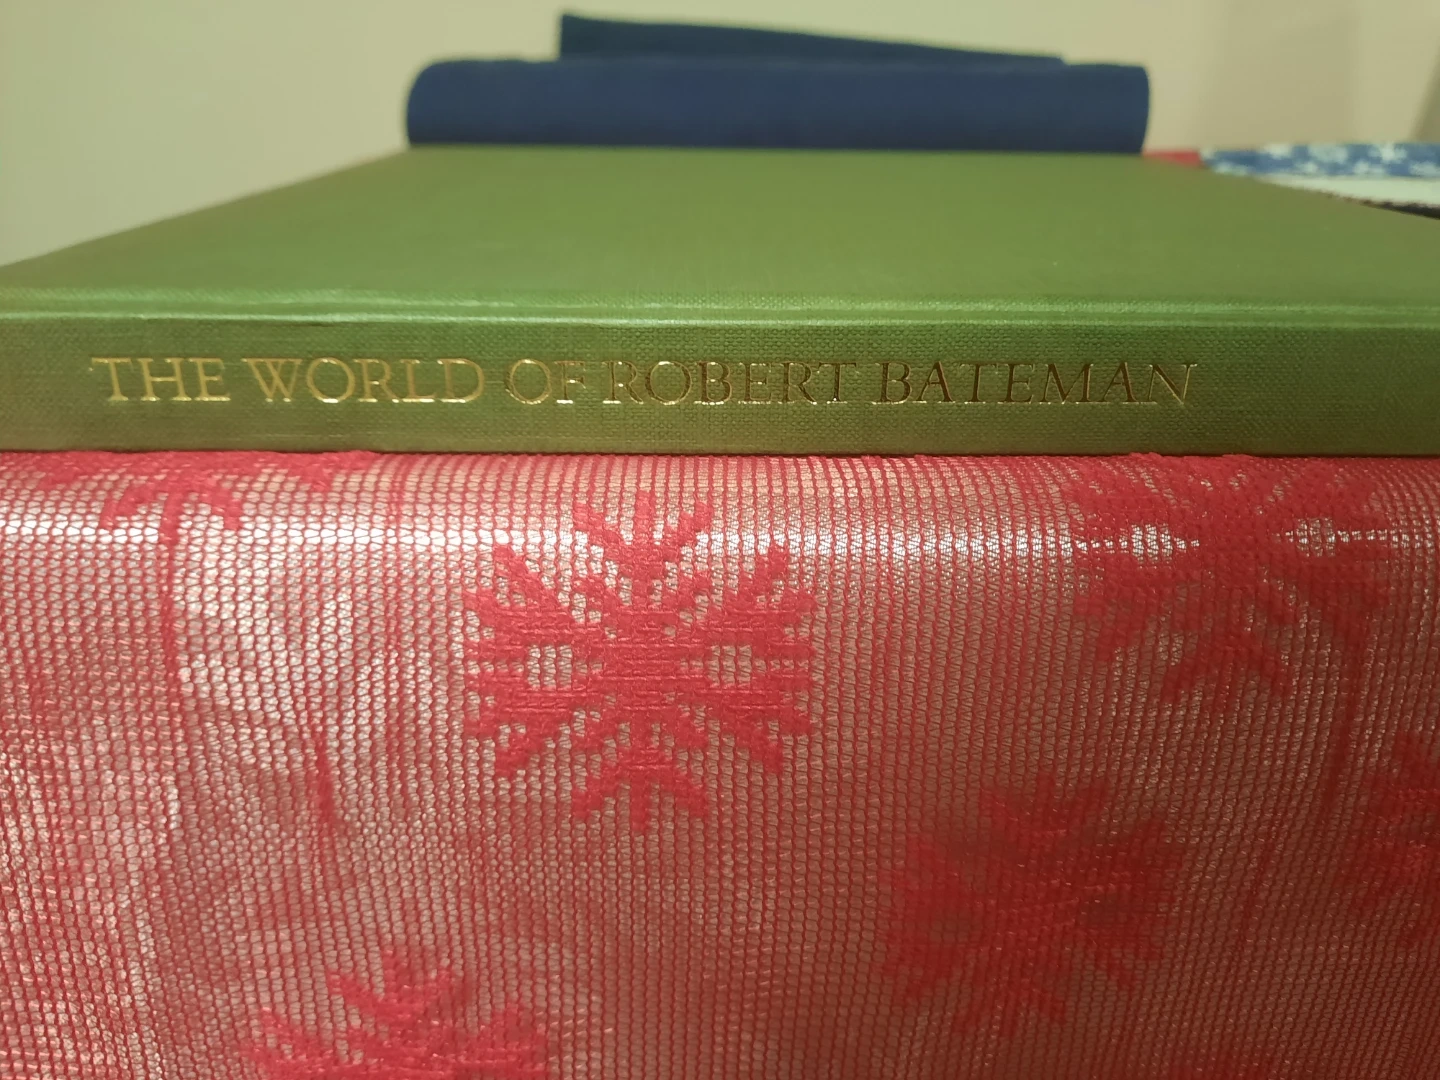 THE WORLD OF ROBERT BATEMAN